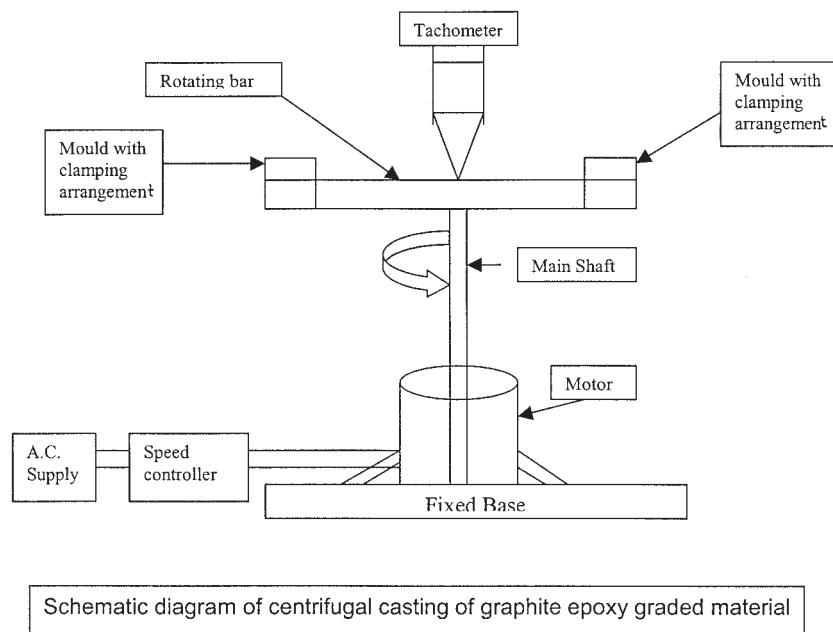 Tachometer
Rotating bar
Mould with
clamping
arrangement
Mould with
clamping
arrangement
Main Shaft
Motor
A.C.
Supply
Speed
controller
Fixed Base
Schematic diagram of centrifugal casting of graphite epoxy graded material